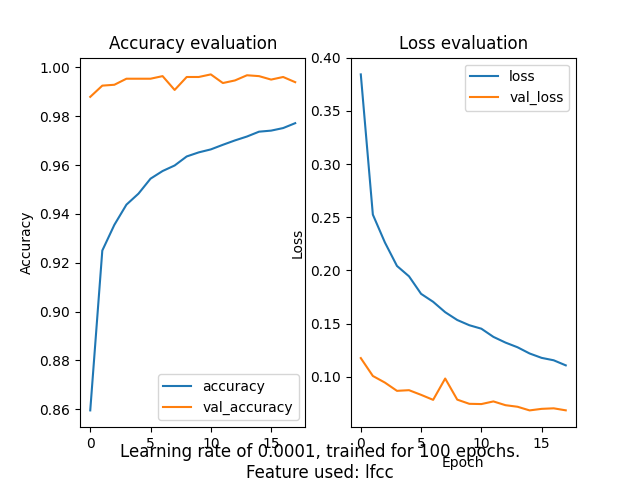 Accuracy evaluation
Loss evaluation
1.00
0.98
0.96
0.94
0.92
0.90
0.88
0.86
Accuracy
accuracy
val_accuracy
0 5 10 15
0.40
0.35
0.30
0.25
0.20
0.15
0.10
Loss
loss
val_loss
0 5 10 15
Epoch
Learning rate of 0.0001, trained for 100 epochs.
Feature used: lfcc